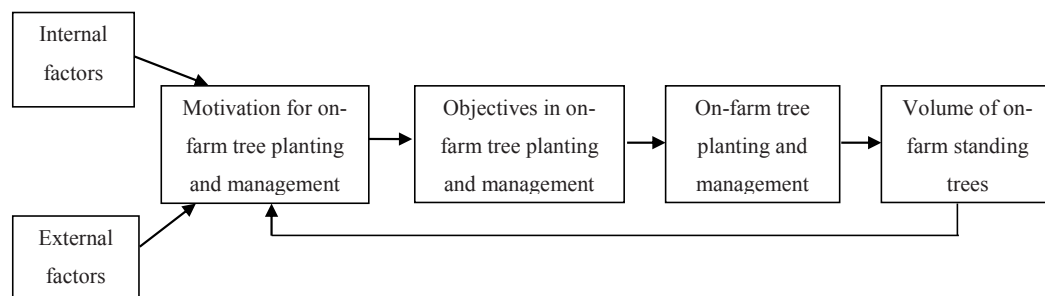 Internal
factors
Motivation for on-
farm tree planting
and management
Objectives in on-
farm tree planting
and management
On-farm tree
planting and
management
Volume of on-
farm standing
trees
External
factors